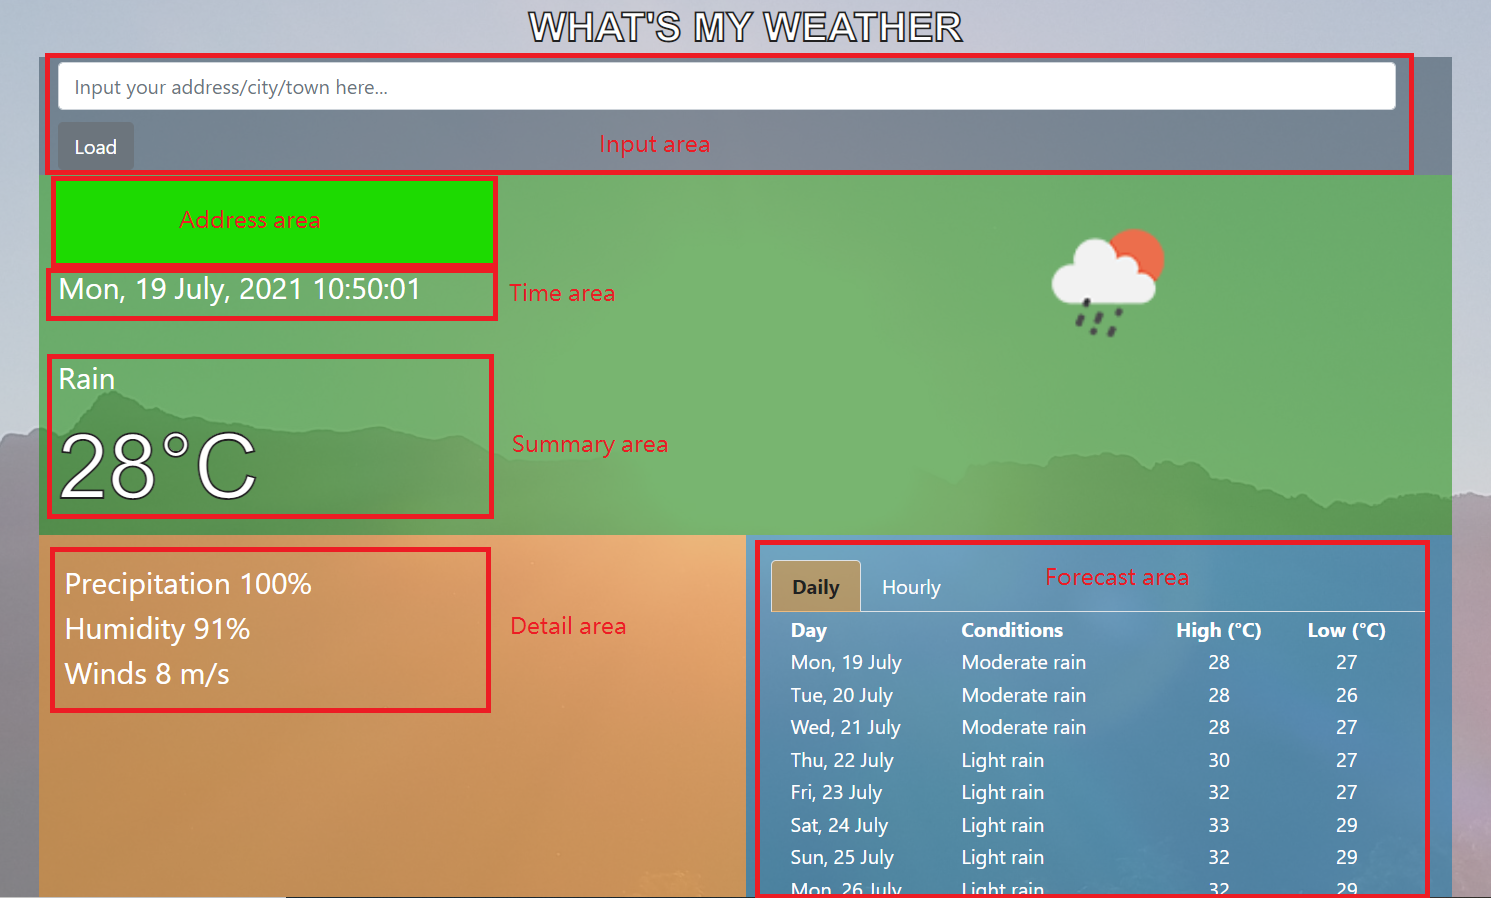 WHAT'S MY WEATHER
Input your address/city/town here...
Load
Input area
Address area
Mon, 19 July, 2021 10:50:01
Time area
Rain
28°C
Summary area
Precipitation 100%
Humidity 91%
Winds 8 m/s
Detail area
Daily Hourly
Forecast area
Day Conditions High (°C) Low (°C)
Mon, 19 July Moderate rain 28 27
Tue, 20 July Moderate rain 28 26
Wed, 21 July Moderate rain 28 27
Thu, 22 July Light rain 30 27
Fri, 23 July Light rain 32 27
Sat, 24 July Light rain 33 29
Sun, 25 July Light rain 32 29
Mon, 26 July Light rain 32 29